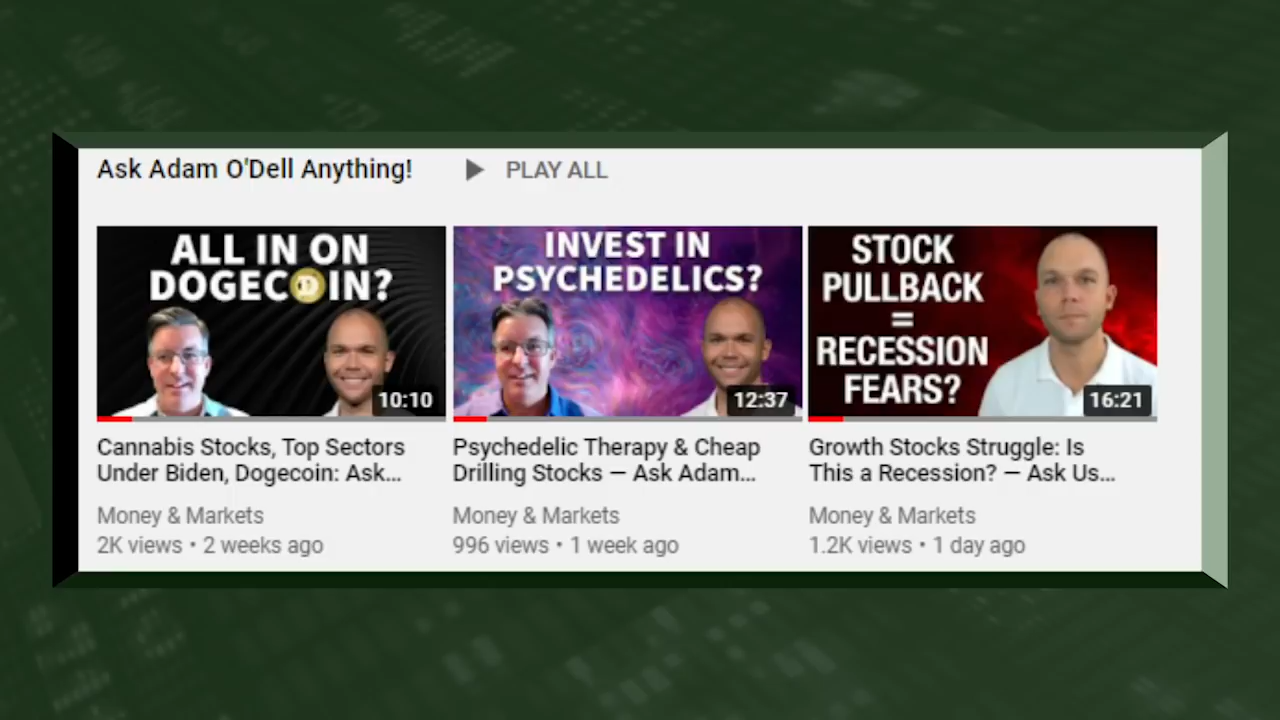 Ask Adam O'Dell Anything!
PLAY ALL
ALL IN ON
DOGECOIN?
10:10
Cannabis Stocks, Top Sectors
Under Biden, Dogecoin: Ask...
Money & Markets
2K views • 2 weeks ago
INVEST IN
PSYCHEDELICS?
12:37
Psychedelic Therapy & Cheap
Drilling Stocks — Ask Adam...
Money & Markets
996 views • 1 week ago
STOCK
PULLBACK
=
RECESSION
FEARS?
16:21
Growth Stocks Struggle: Is
This a Recession? — Ask Us...
Money & Markets
1.2K views • 1 day ago